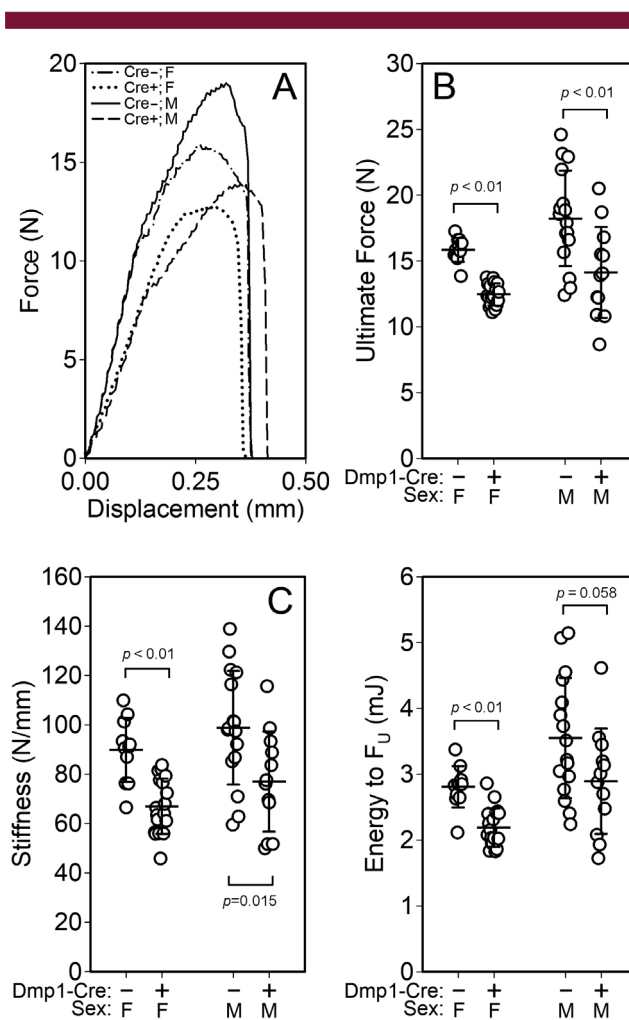 A
Cre−; F
Cre+; F
Cre−; M
Cre+; M
Force (N)
20
15
10
5
0
0.00 0.25 0.50
Displacement (mm)
B
Ultimate Force (N)
30
25
20
15
10
5
0
p < 0.01
p < 0.01
Dmp1-Cre: − + − +
Sex: F F M M
C
Stiffness (N/mm)
160
140
120
100
80
60
40
20
0
p < 0.01
p=0.015
Dmp1-Cre: − + − +
Sex: F F M M
Energy to FU (mJ)
6
5
4
3
2
1
0
p = 0.058
p < 0.01
Dmp1-Cre: − + − +
Sex: F F M M